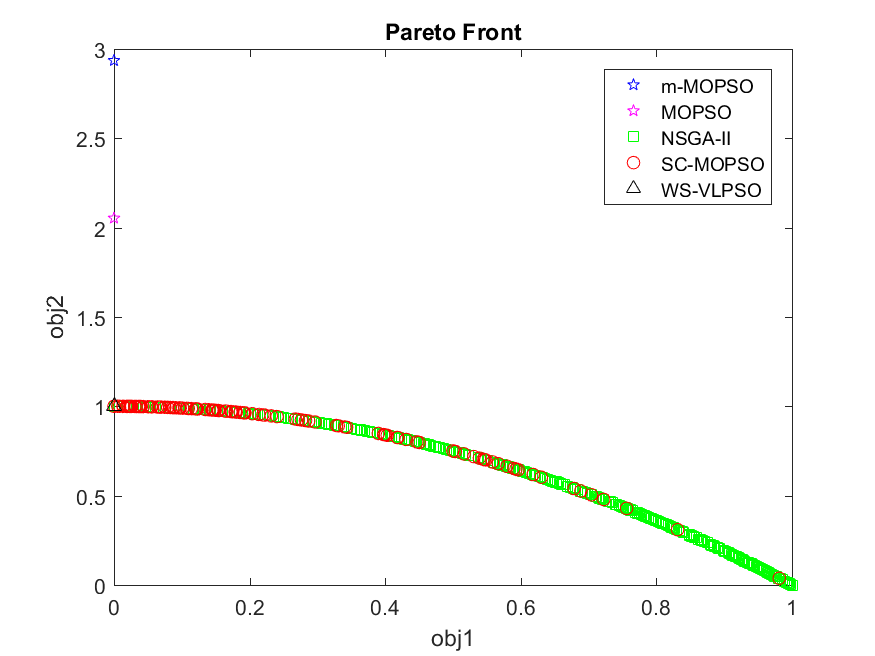 Pareto Front
3
2.5
2
1.5
1
0.5
0
obj2
m-MOPSO
MOPSO
NSGA-II
SC-MOPSO
WS-VLPSO
0 0.2 0.4 0.6 0.8 1
obj1